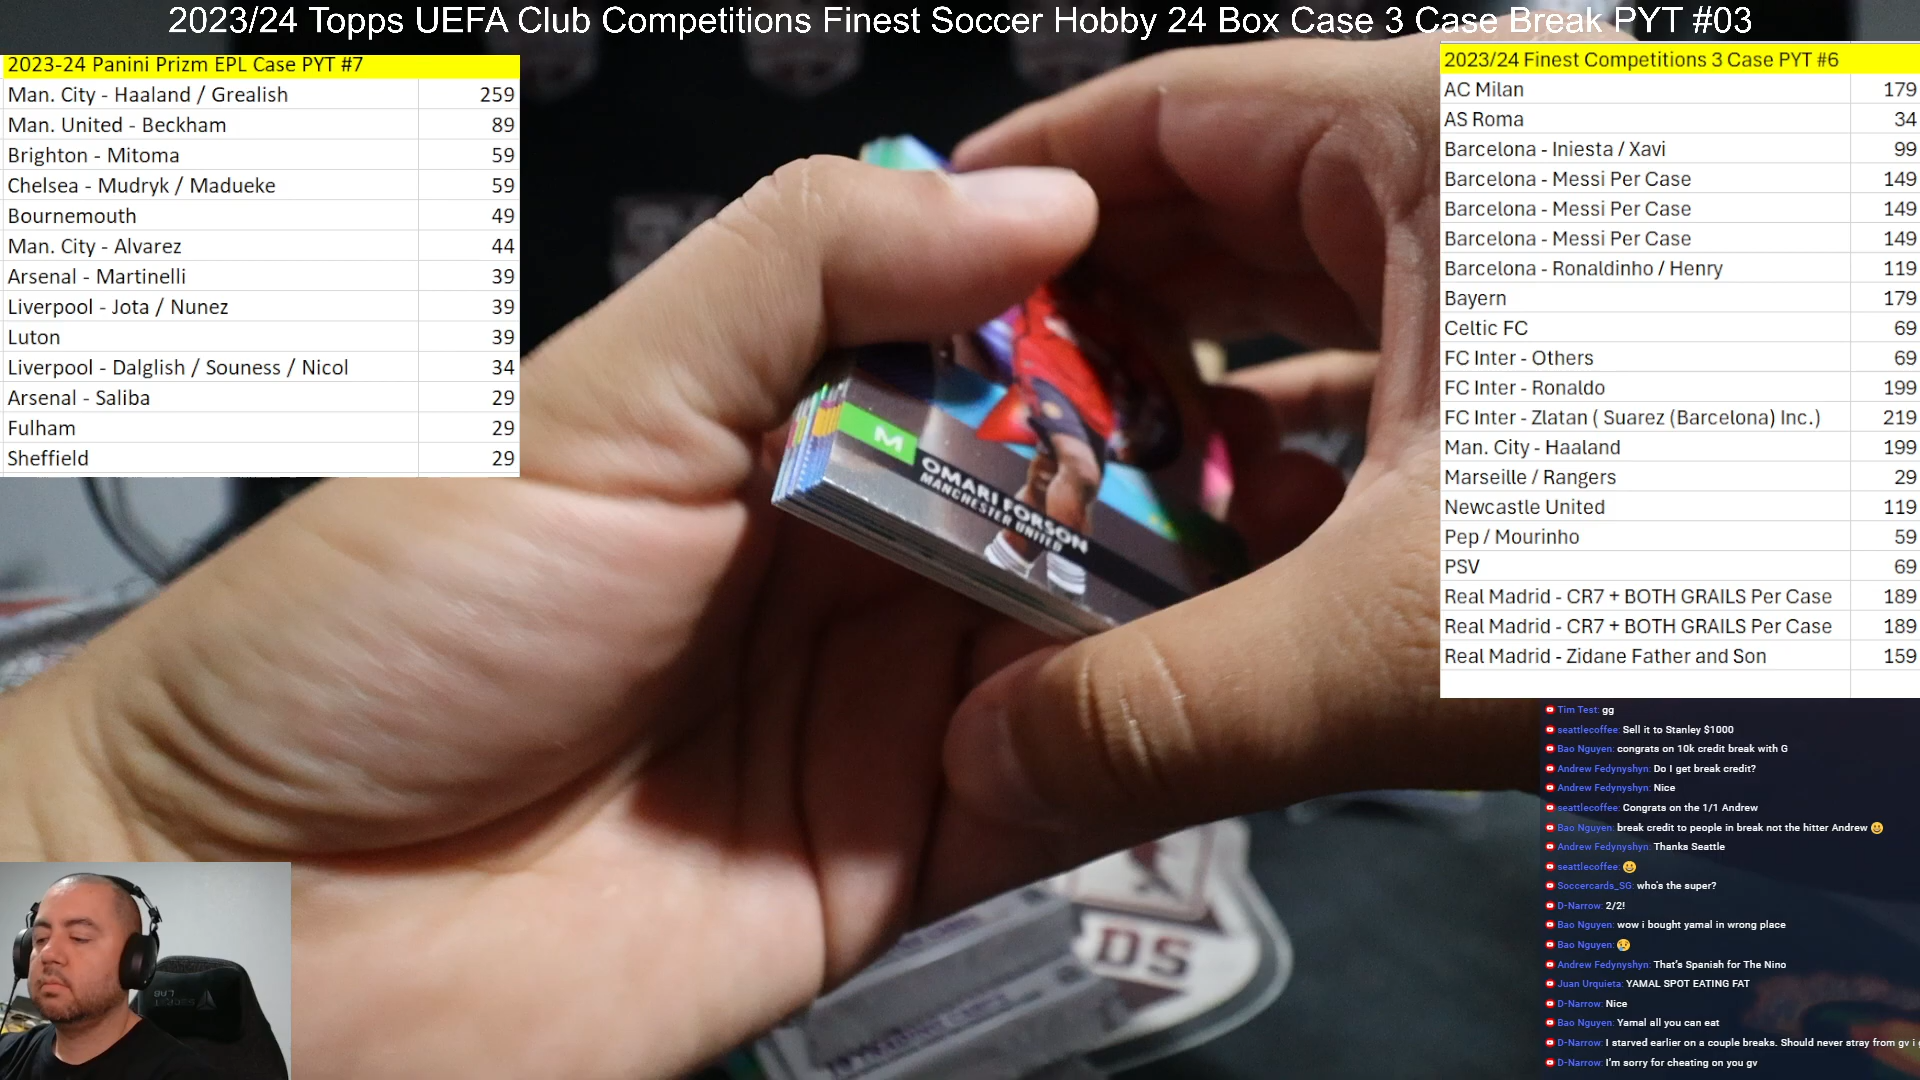 2023/24 Topps UEFA Club Competitions Finest Soccer Hobby 24 Box Case 3 Case Break PYT #03
2023-24 Panini Prizm EPL Case PYT #7
Man. City - Haaland / Grealish 259
Man. United - Beckham 89
Brighton - Mitoma 59
Chelsea - Mudryk / Madueke 59
Bournemouth 49
Man. City - Alvarez 44
Arsenal - Martinelli 39
Liverpool - Jota / Nunez 39
Luton 39
Liverpool - Dalglish / Souness / Nicol 34
Arsenal - Saliba 29
Fulham 29
Sheffield 29
2023/24 Finest Competitions 3 Case PYT #6
AC Milan 179
AS Roma 34
Barcelona - Iniesta / Xavi 99
Barcelona - Messi Per Case 149
Barcelona - Messi Per Case 149
Barcelona - Messi Per Case 149
Barcelona - Ronaldinho / Henry 119
Bayern 179
Celtic FC 69
FC Inter - Others 69
FC Inter - Ronaldo 199
FC Inter - Zlatan ( Suarez (Barcelona) Inc.) 219
Man. City - Haaland 199
Marseille / Rangers 29
Newcastle United 119
Pep / Mourinho 59
PSV 69
Real Madrid - CR7 + BOTH GRAILS Per Case 189
Real Madrid - CR7 + BOTH GRAILS Per Case 189
Real Madrid - Zidane Father and Son 159
M
OMARI FORSON
MANCHESTER UNITED
DS
Tim Test: gg
seattlecoffee: Sell it to Stanley $1000
Bao Nguyen: congrats on 10k credit break with G
Andrew Fedynyshyn: Do I get break credit?
Andrew Fedynyshyn: Nice
seattlecoffee: Congrats on the 1/1 Andrew
Bao Nguyen: break credit to people in break not the hitter Andrew 😀
Andrew Fedynyshyn: Thanks Seattle
seattlecoffee: 😀
Soccercards_SG: who's the super?
D-Narrow: 2/2!
Bao Nguyen: wow i bought yamal in wrong place
Bao Nguyen: 😢
Andrew Fedynyshyn: That's Spanish for The Nino
Juan Urquieta: YAMAL SPOT EATING FAT
D-Narrow: Nice
Bao Nguyen: Yamal all you can eat
D-Narrow: I starved earlier on a couple breaks. Should never stray from gv i
D-Narrow: I'm sorry for cheating on you gv